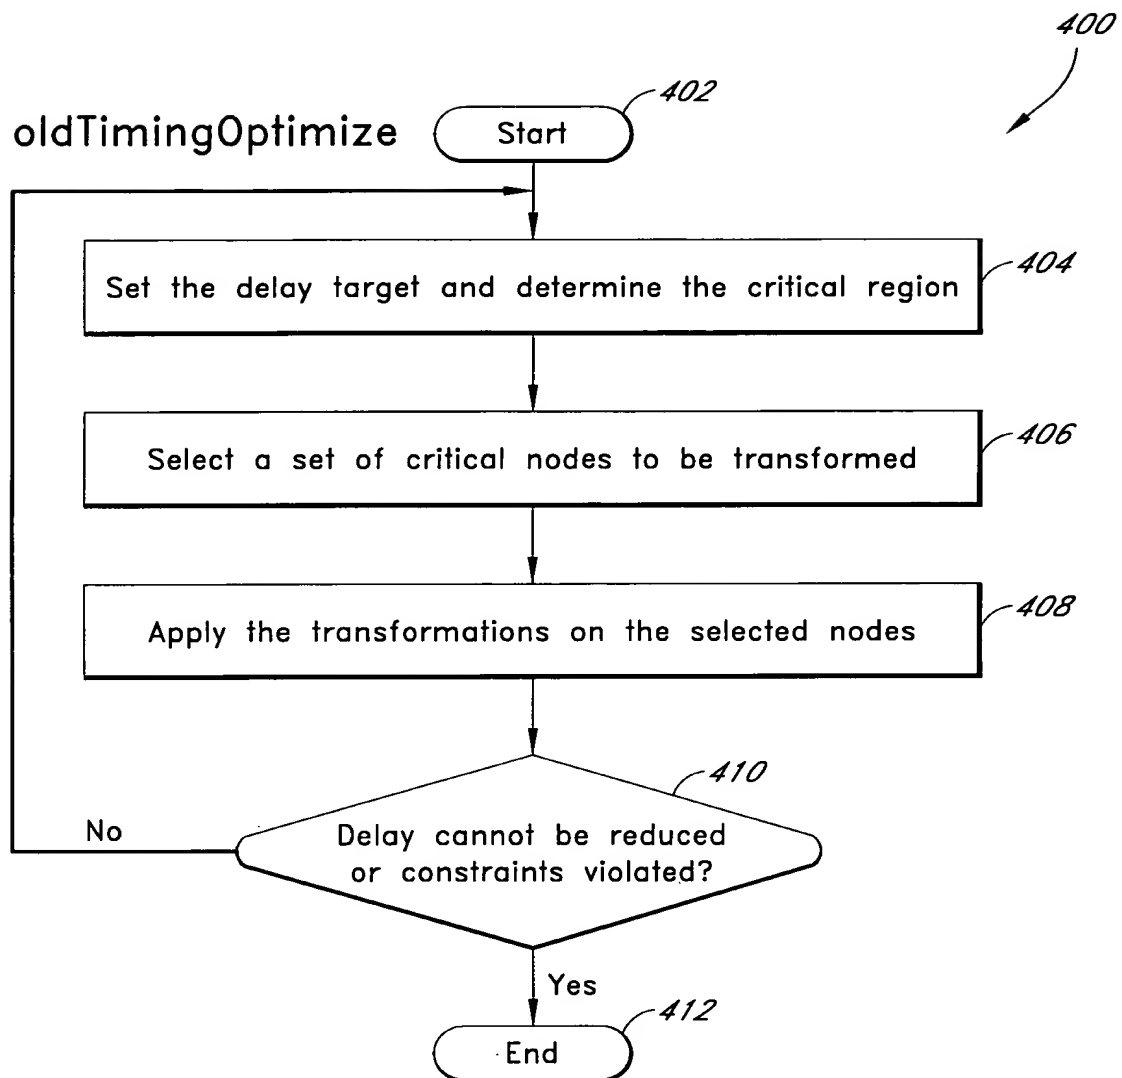 400
402
oldTimingOptimize
Start
Set the delay target and determine the critical region
404
Select a set of critical nodes to be transformed
406
Apply the transformations on the selected nodes
408
410
No
Delay cannot be reduced
or constraints violated?
Yes
412
End